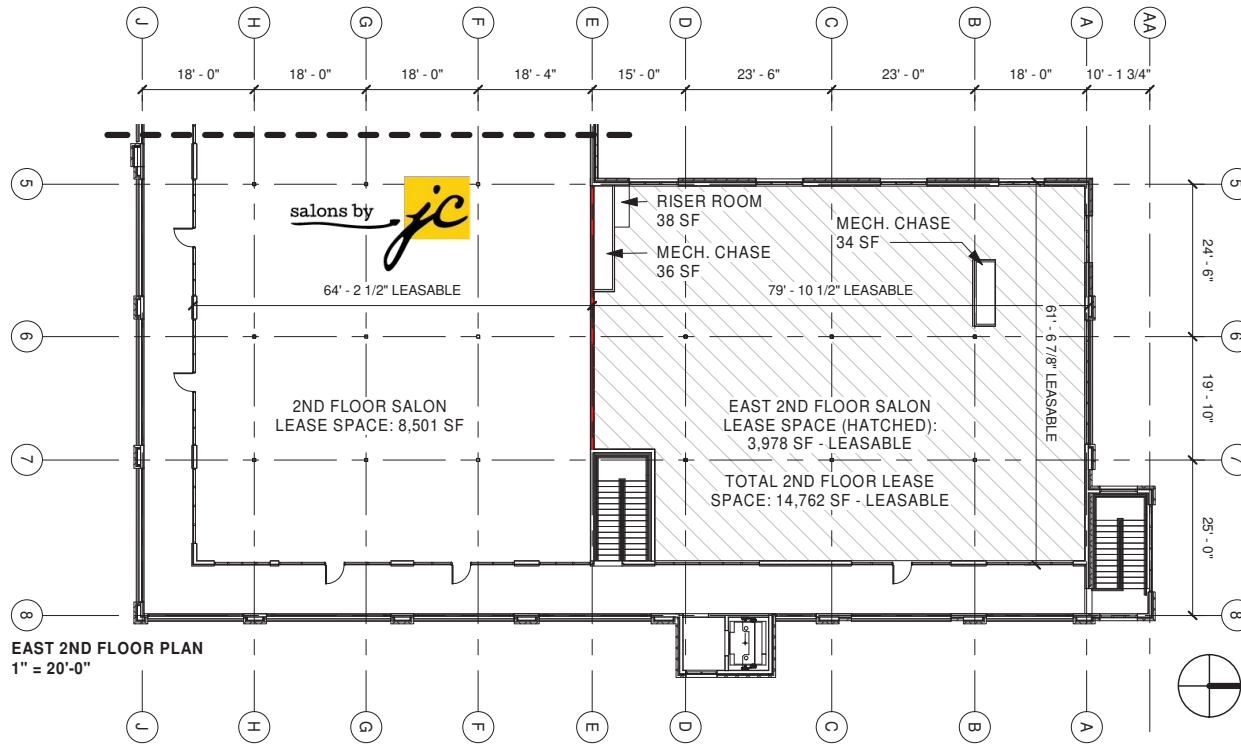 J H G F E D C B A AA
18' - 0" 18' - 0" 18' - 0" 18' - 4" 15' - 0" 23' - 6" 23' - 0" 18' - 0" 10' - 1 3/4"
5 5
salons by jc
RISER ROOM
38 SF
MECH. CHASE
36 SF
MECH. CHASE
34 SF
24' - 6"
64' - 2 1/2" LEASABLE
79' - 10 1/2" LEASABLE
61' - 6 7/8" LEASABLE
6 6
19' - 10"
2ND FLOOR SALON
LEASE SPACE: 8,501 SF
EAST 2ND FLOOR SALON
LEASE SPACE (HATCHED):
3,978 SF - LEASABLE
TOTAL 2ND FLOOR LEASE
SPACE: 14,762 SF - LEASABLE
7 7
25' - 0"
8 8
EAST 2ND FLOOR PLAN
1" = 20'-0"
J H G F E D C B A